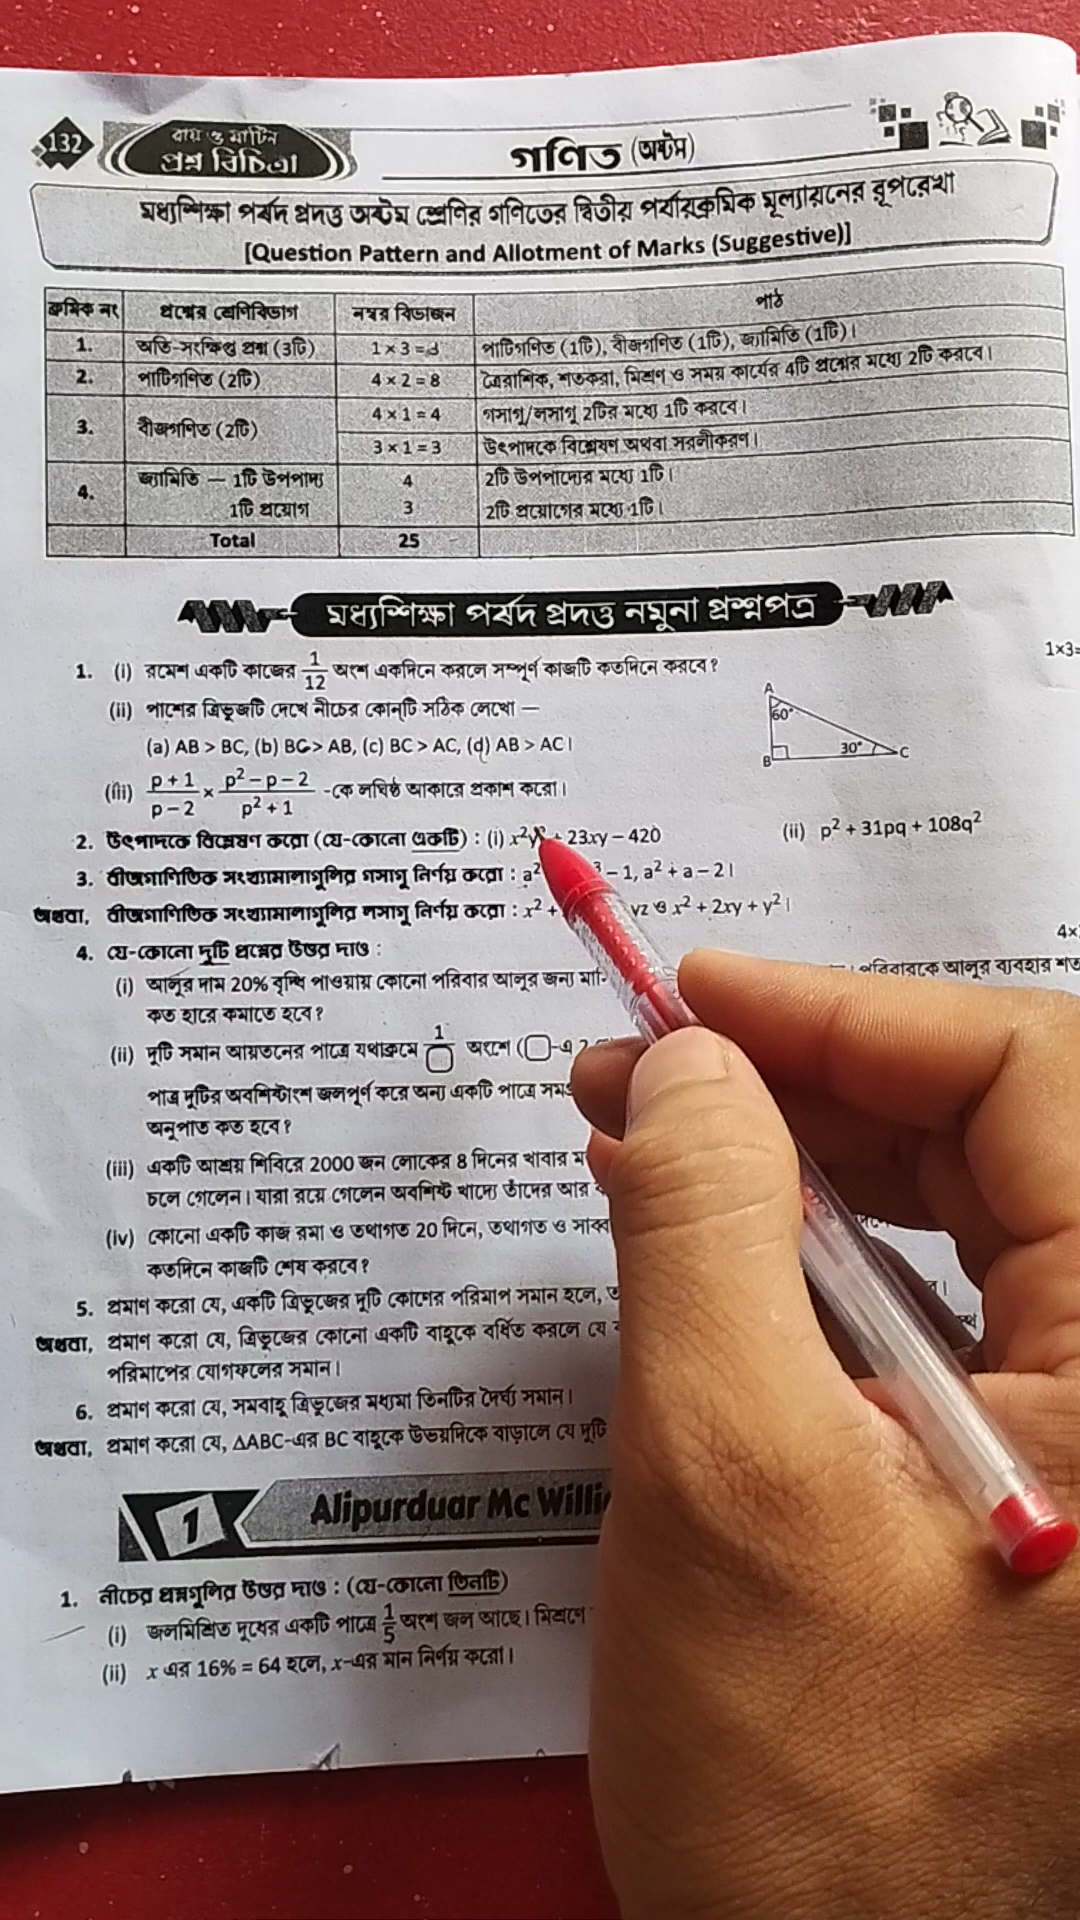 132
রায় ও মার্টিন
প্রশ্ন বিচিত্রা
গণিত (অষ্টম)
মধ্যশিক্ষা পর্ষদ প্রদত্ত অষ্টম শ্রেণির গণিতের দ্বিতীয় পর্যায়ক্রমিক মূল্যায়নের রূপরেখা
[Question Pattern and Allotment of Marks (Suggestive)]
ক্রমিক নং প্রশ্নের শ্রেণিবিভাগ নম্বর বিভাজন পাঠ
1. অতি-সংক্ষিপ্ত প্রশ্ন (3টি) 1 × 3 = 3 পাটিগণিত (1টি), বীজগণিত (1টি), জ্যামিতি (1টি)।
2. পাটিগণিত (2টি) 4 × 2 = 8 ত্রৈরাশিক, শতকরা, মিশ্রণ ও সময় কার্যের 4টি প্রশ্নের মধ্যে 2টি করবে।
3. বীজগণিত (2টি) 4 × 1 = 4 গসাগু/লসাগু 2টির মধ্যে 1টি করবে।
3 × 1 = 3 উৎপাদকে বিশ্লেষণ অথবা সরলীকরণ।
4. জ্যামিতি — 1টি উপপাদ্য 4 2টি উপপাদ্যের মধ্যে 1টি।
1টি প্রয়োগ 3 2টি প্রয়োগের মধ্যে 1টি।
Total 25
মধ্যশিক্ষা পর্ষদ প্রদত্ত নমুনা প্রশ্নপত্র
1. (i) রমেশ একটি কাজের 1/12 অংশ একদিনে করলে সম্পূর্ণ কাজটি কতদিনে করবে? 1×3=
(ii) পাশের ত্রিভুজটি দেখে নীচের কোন্‌টি সঠিক লেখো —
(a) AB > BC, (b) BC > AB, (c) BC > AC, (d) AB > AC।
A 60° B 30° C
(iii) p + 1/p − 2 × p² − p − 2/p² + 1 -কে লঘিষ্ঠ আকারে প্রকাশ করো।
2. উৎপাদকে বিশ্লেষণ করো (যে-কোনো একটি) : (i) x²y² + 23xy − 420 (ii) p² + 31pq + 108q²
3. বীজগাণিতিক সংখ্যামালাগুলির গসাগু নির্ণয় করো : a² − 1, a² + a − 2।
অথবা, বীজগাণিতিক সংখ্যামালাগুলির লসাগু নির্ণয় করো : x² + yz ও x² + 2xy + y²।
4. যে-কোনো দুটি প্রশ্নের উত্তর দাও : 4×
(i) আলুর দাম 20% বৃদ্ধি পাওয়ায় কোনো পরিবার আলুর জন্য পরিবারকে আলুর ব্যবহার
কত হারে কমাতে হবে?
(ii) দুটি সমান আয়তনের পাত্রে যথাক্রমে 1/□ অংশে (□-এ
পাত্র দুটির অবশিষ্টাংশ জলপূর্ণ করে অন্য একটি পাত্রে
অনুপাত কত হবে?
(iii) একটি আশ্রয় শিবিরে 2000 জন লোকের 8 দিনের খাবার
চলে গেলেন। যারা রয়ে গেলেন অবশিষ্ট খাদ্যে তাঁদের আর
(iv) কোনো একটি কাজ রমা ও তথাগত 20 দিনে, তথাগত ও
কতদিনে কাজটি শেষ করবে?
5. প্রমাণ করো যে, একটি ত্রিভুজের দুটি কোণের পরিমাপ সমান হলে,
অথবা, প্রমাণ করো যে, ত্রিভুজের কোনো একটি বাহুকে বর্ধিত করলে যে
পরিমাপের যোগফলের সমান।
6. প্রমাণ করো যে, সমবাহু ত্রিভুজের মধ্যমা তিনটির দৈর্ঘ্য সমান।
অথবা, প্রমাণ করো যে, ΔABC-এর BC বাহুকে উভয়দিকে বাড়ালে যে দুটি
1 Alipurduar Mc Willi
1. নীচের প্রশ্নগুলির উত্তর দাও : (যে-কোনো তিনটি)
(i) জলমিশ্রিত দুধের একটি পাত্রে 1/5 অংশ জল আছে। মিশ্রণে
(ii) x এর 16% = 64 হলে, x-এর মান নির্ণয় করো।